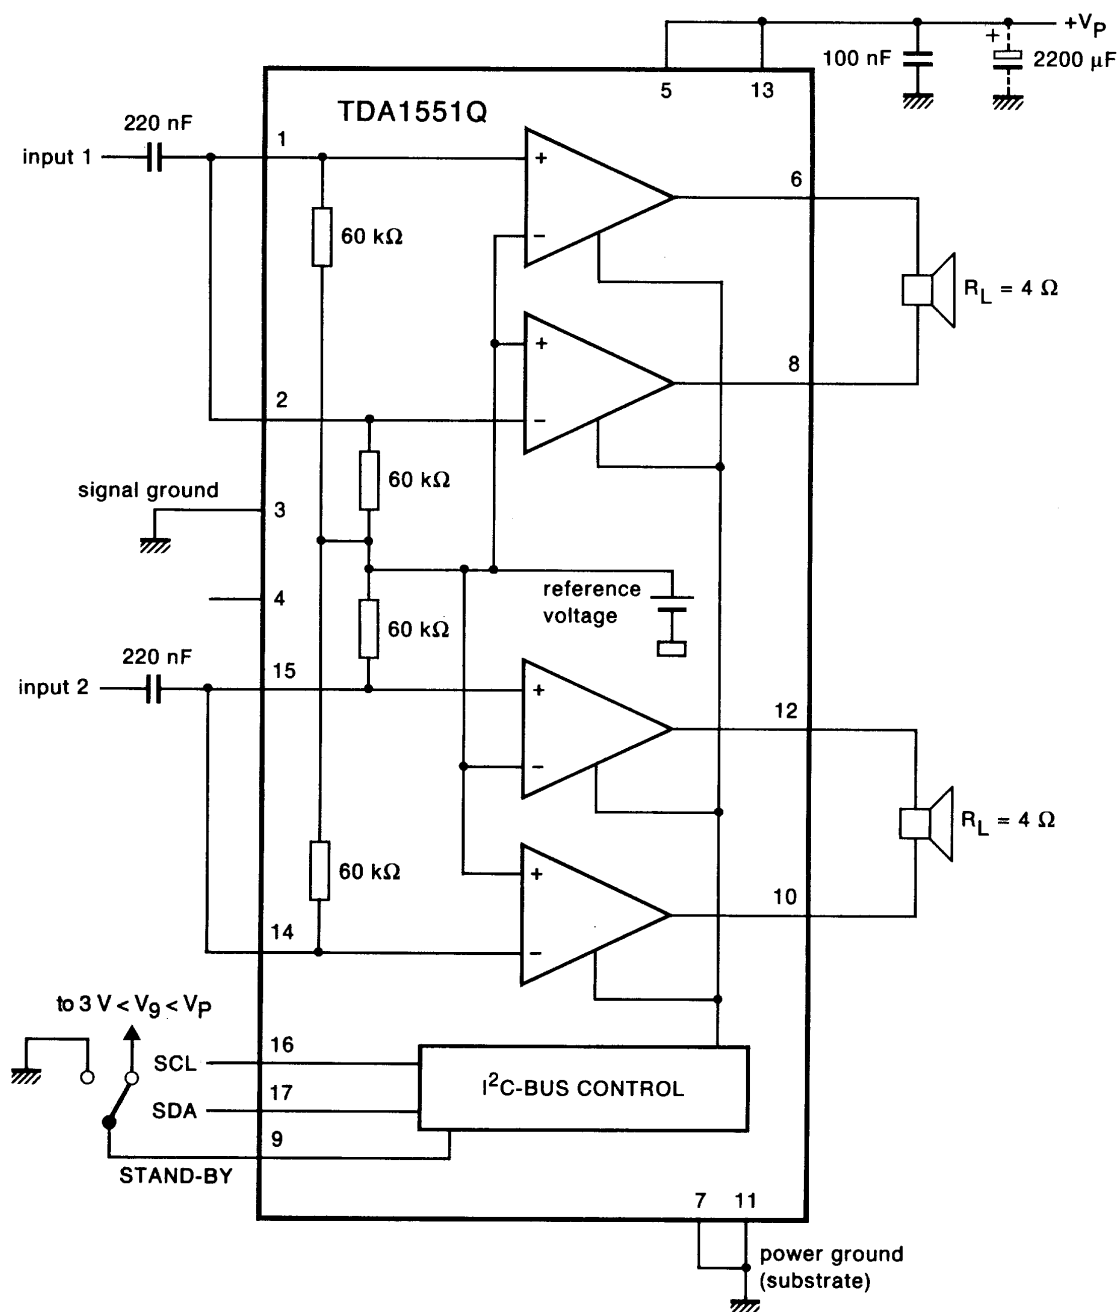 +VP
100 nF
+
2200 µF
5
13
TDA1551Q
220 nF
input 1
1
+
6
60 kΩ
−
RL = 4 Ω
+
8
2
−
60 kΩ
signal ground
3
4
reference
voltage
60 kΩ
220 nF
15
input 2
+
12
−
RL = 4 Ω
60 kΩ
+
10
14
−
to 3 V < V9 < VP
16
SCL
I²C-BUS CONTROL
17
SDA
9
STAND-BY
7
11
power ground
(substrate)